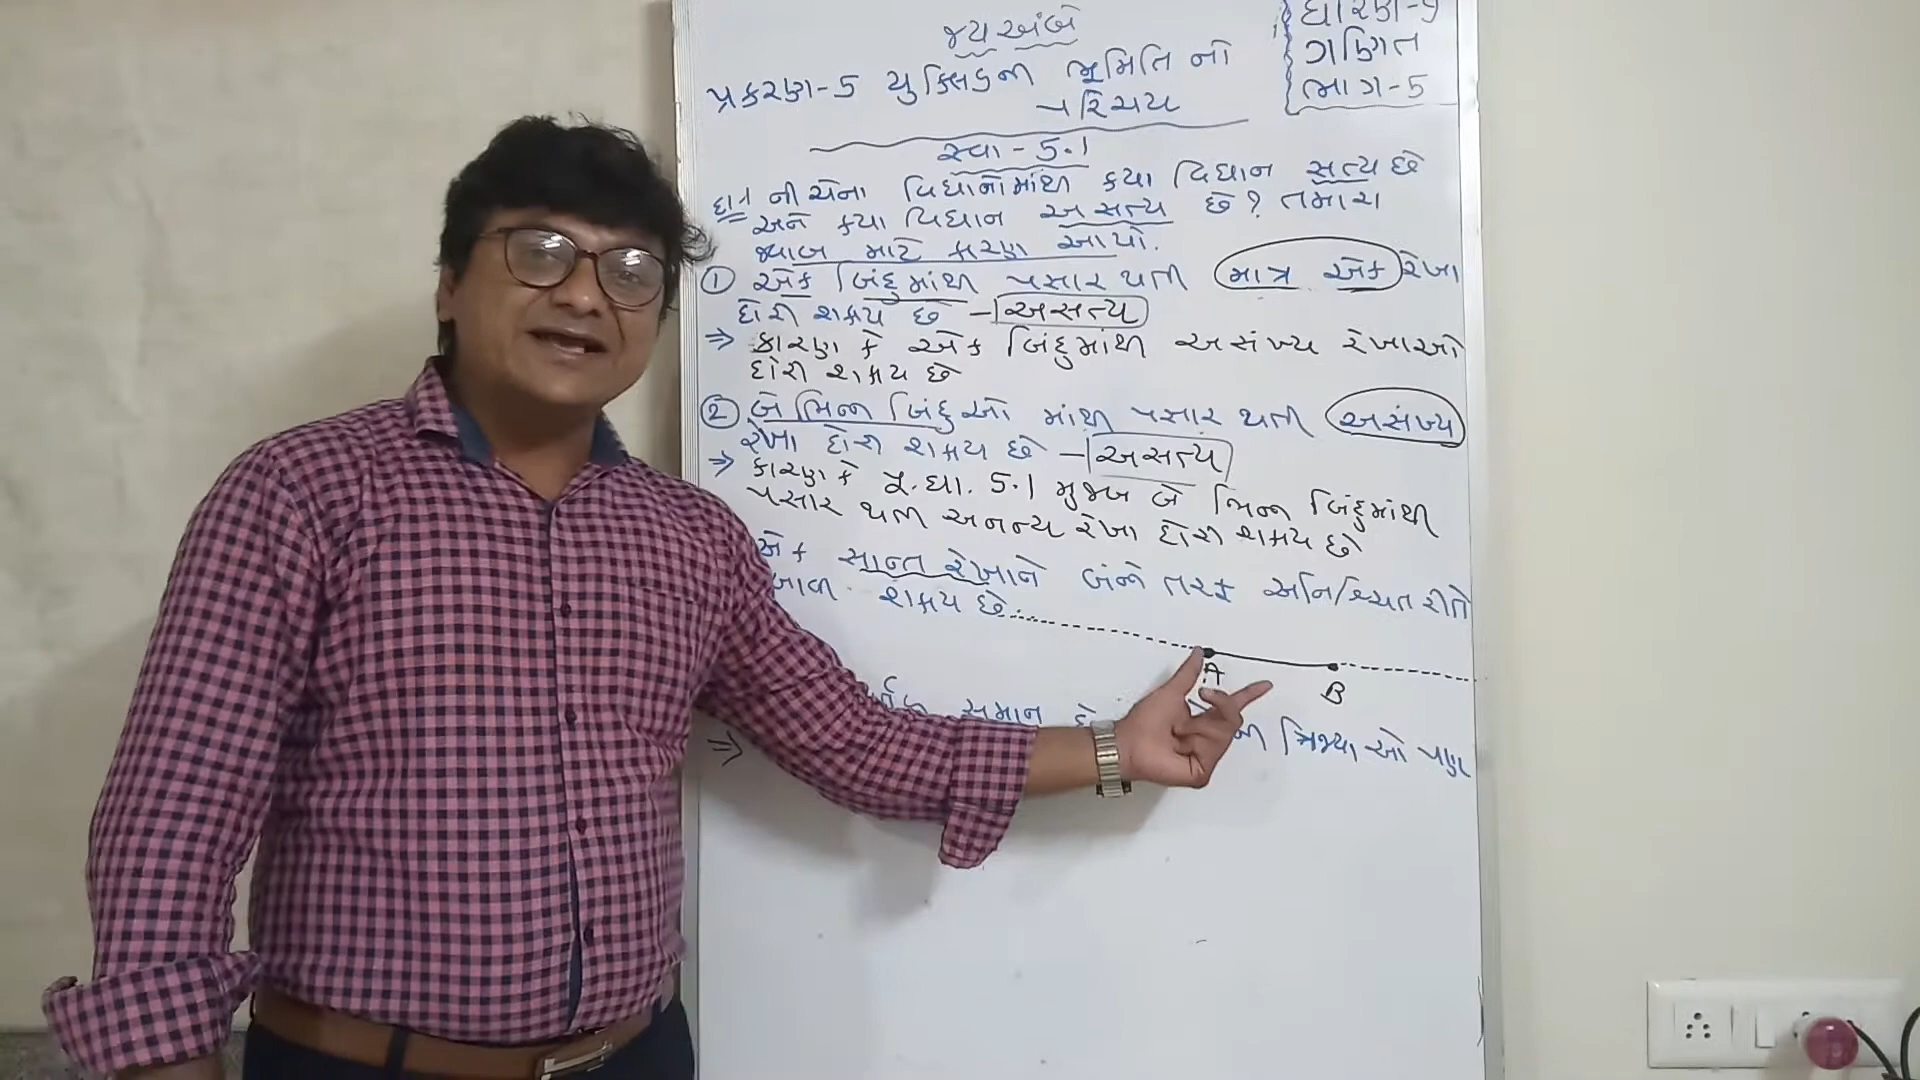 જય અંબે
ધોરણ-9
ગણિત
ભાગ-5
પ્રકરણ-5 યુક્લિડની ભૂમિતિ નો
પરિચય
સ્વા - 5.1
દા.1 નીચેના વિધાનોમાંથી કયા વિધાન સત્ય છે
અને કયા વિધાન અસત્ય છે? તમારા
જવાબ માટે કારણ આપો.
① એક બિંદુમાંથી પસાર થતી માત્ર એક રેખા
દોરી શકાય છે - અસત્ય
⇒ કારણ કે એક બિંદુમાંથી અસંખ્ય રેખાઓ
દોરી શકાય છે
② બે ભિન્ન બિંદુઓ માંથી પસાર થતી અસંખ્ય
રેખા દોરી શકાય છે - અસત્ય
⇒ કારણ કે પૂ.ધા. 5.1 મુજબ બે ભિન્ન બિંદુમાંથી
પસાર થતી અનન્ય રેખા દોરી શકાય છે
એક સાન્ત રેખાને બંને તરફ અનિશ્ચિત રીતે
શકાય છે.
A B
સમાન ત્રિજ્યાઓ પણ
⇒